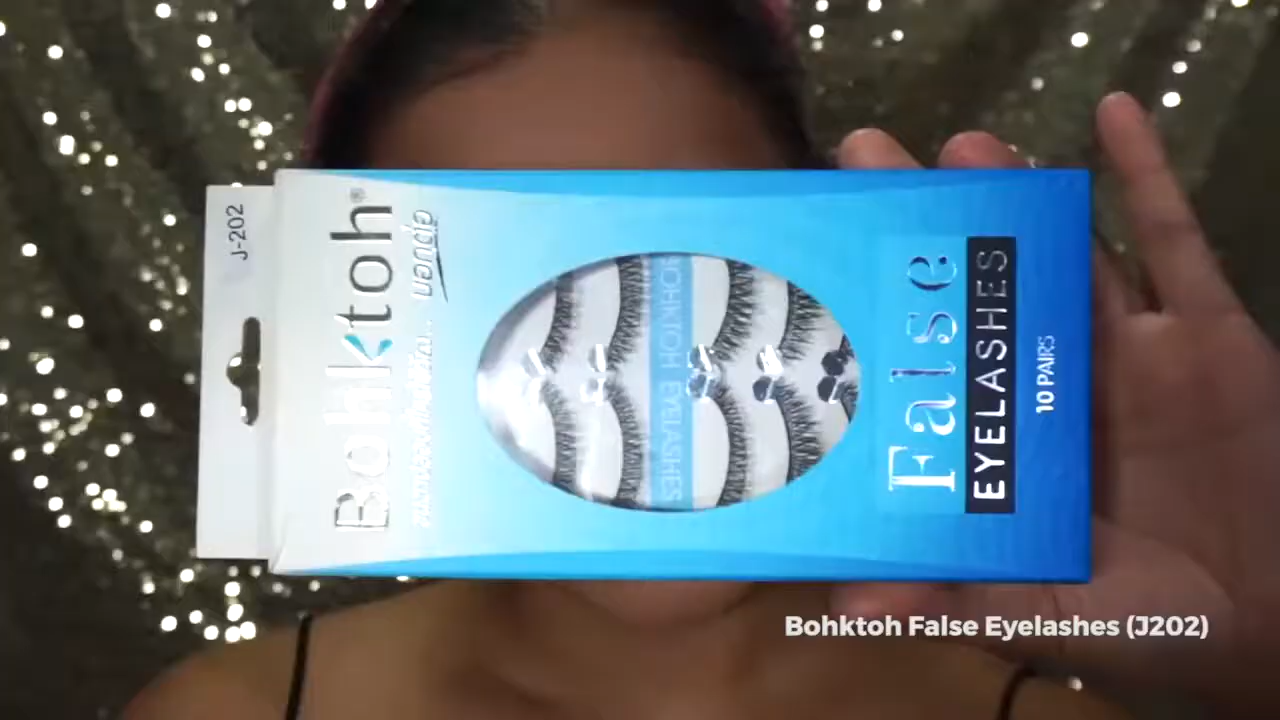 J-202
Bohktoh®
บอกต่อ
BOHKTOH EYELASHES
False
EYELASHES
10 PAIRS
Bohktoh False Eyelashes (J202)